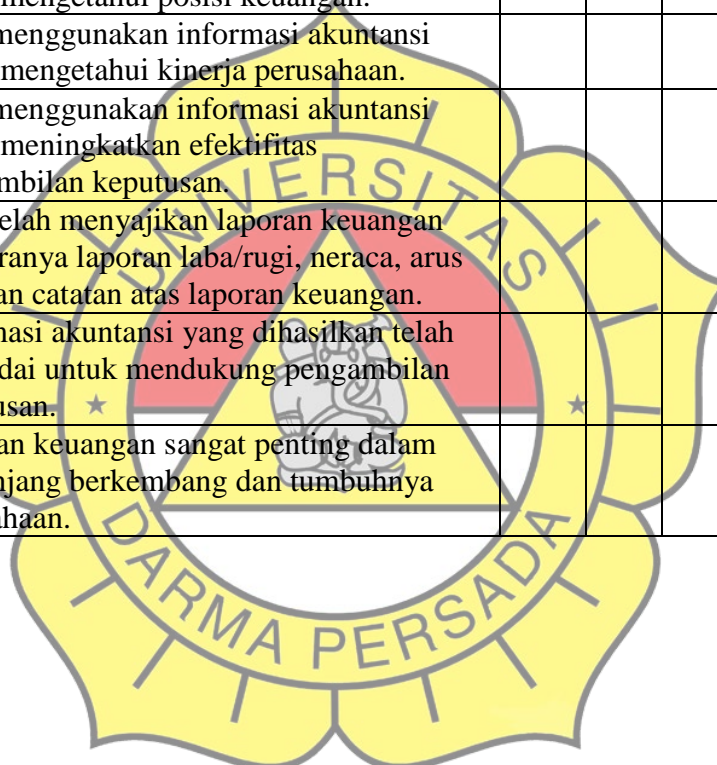 mengetahui posisi keuangan.
menggunakan informasi akuntansi
mengetahui kinerja perusahaan.
menggunakan informasi akuntansi
meningkatkan efektifitas
mbilan keputusan.
elah menyajikan laporan keuangan
ranya laporan laba/rugi, neraca, arus
an catatan atas laporan keuangan.
masi akuntansi yang dihasilkan telah
dai untuk mendukung pengambilan
usan.
an keuangan sangat penting dalam
njang berkembang dan tumbuhnya
ahaan.
UNIVERSITAS
DARMA PERSADA